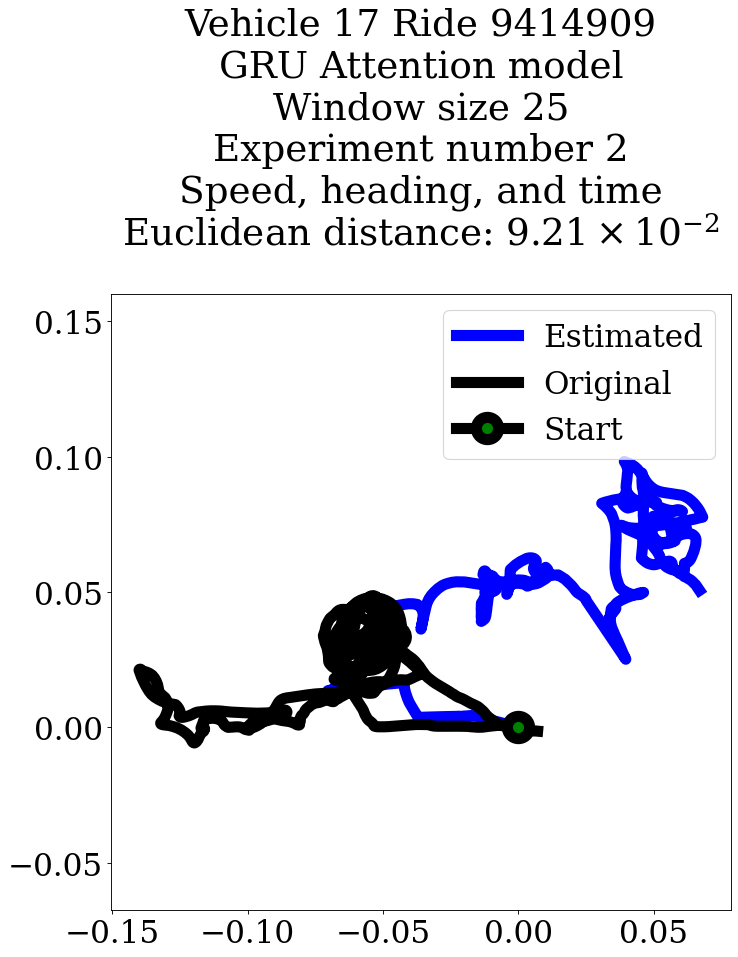 Vehicle 17 Ride 9414909
GRU Attention model
Window size 25
Experiment number 2
Speed, heading, and time
Euclidean distance: 9.21 × 10⁻²
Estimated
Original
Start
0.15
0.10
0.05
0.00
−0.05
−0.15
−0.10
−0.05
0.00
0.05